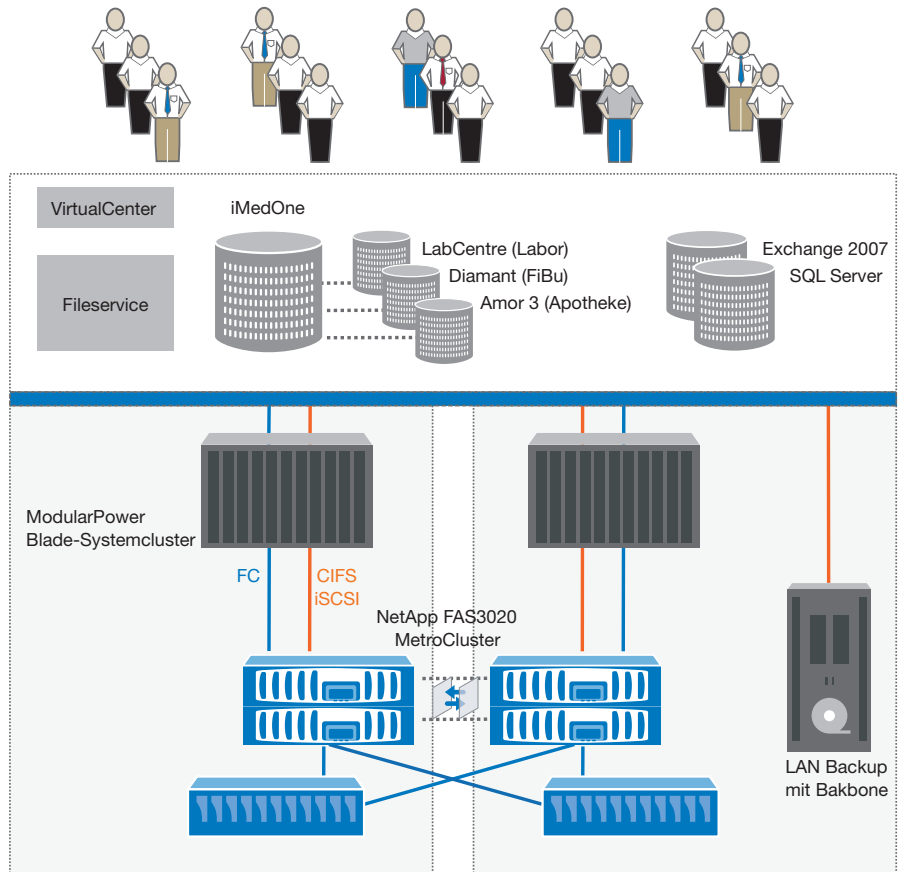 VirtualCenter
iMedOne
Fileservice
LabCentre (Labor)
Diamant (FiBu)
Amor 3 (Apotheke)
Exchange 2007
SQL Server
ModularPower
Blade-Systemcluster
FC
CIFS
iSCSI
NetApp FAS3020
MetroCluster
LAN Backup
mit Bakbone